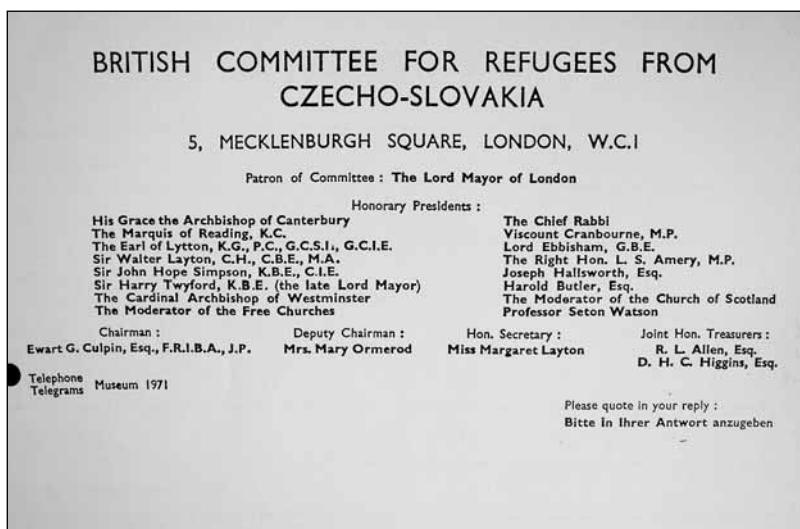 BRITISH COMMITTEE FOR REFUGEES FROM
CZECHO-SLOVAKIA
5, MECKLENBURGH SQUARE, LONDON, W.C.1
Patron of Committee : The Lord Mayor of London
Honorary Presidents :
His Grace the Archbishop of Canterbury
The Marquis of Reading, K.C.
The Earl of Lytton, K.G., P.C., G.C.S.I., G.C.I.E.
Sir Walter Layton, C.H., C.B.E., M.A.
Sir John Hope Simpson, K.B.E., C.I.E.
Sir Harry Twyford, K.B.E. (the late Lord Mayor)
The Cardinal Archbishop of Westminster
The Moderator of the Free Churches
The Chief Rabbi
Viscount Cranbourne, M.P.
Lord Ebbisham, G.B.E.
The Right Hon. L. S. Amery, M.P.
Joseph Hallsworth, Esq.
Harold Butler, Esq.
The Moderator of the Church of Scotland
Professor Seton Watson
Chairman :
Ewart G. Culpin, Esq., F.R.I.B.A., J.P.
Deputy Chairman :
Mrs. Mary Ormerod
Hon. Secretary :
Miss Margaret Layton
Joint Hon. Treasurers :
R. L. Allen, Esq.
D. H. C. Higgins, Esq.
Telephone
Telegrams
Museum 1971
Please quote in your reply :
Bitte In Ihrer Antwort anzugeben